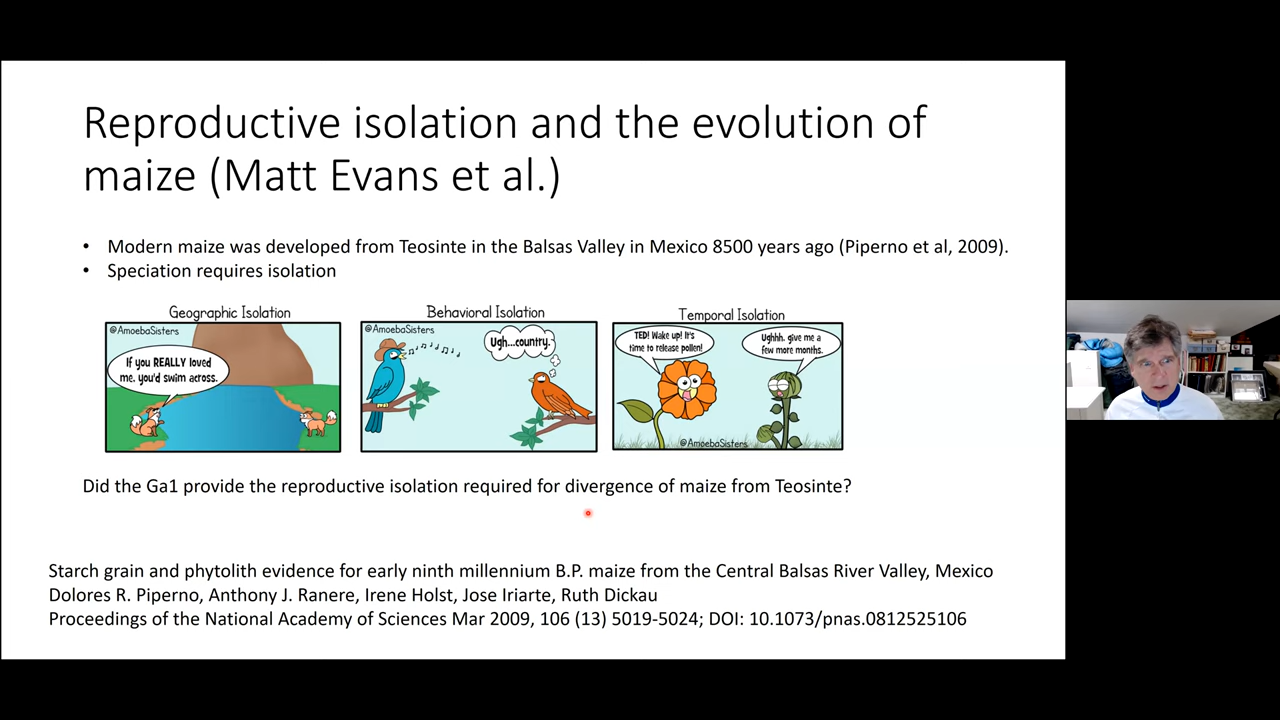 Reproductive isolation and the evolution of
maize (Matt Evans et al.)
• Modern maize was developed from Teosinte in the Balsas Valley in Mexico 8500 years ago (Piperno et al, 2009).
• Speciation requires isolation
Geographic Isolation
@AmoebaSisters
If you REALLY loved
me. you'd swim across.
Behavioral Isolation
@AmoebaSisters
Ugh...country.
Temporal Isolation
TED! Wake up! It's
time to release pollen!
Ughhh. give me a
few more months.
@AmoebaSisters
Did the Ga1 provide the reproductive isolation required for divergence of maize from Teosinte?
Starch grain and phytolith evidence for early ninth millennium B.P. maize from the Central Balsas River Valley, Mexico
Dolores R. Piperno, Anthony J. Ranere, Irene Holst, Jose Iriarte, Ruth Dickau
Proceedings of the National Academy of Sciences Mar 2009, 106 (13) 5019-5024; DOI: 10.1073/pnas.0812525106